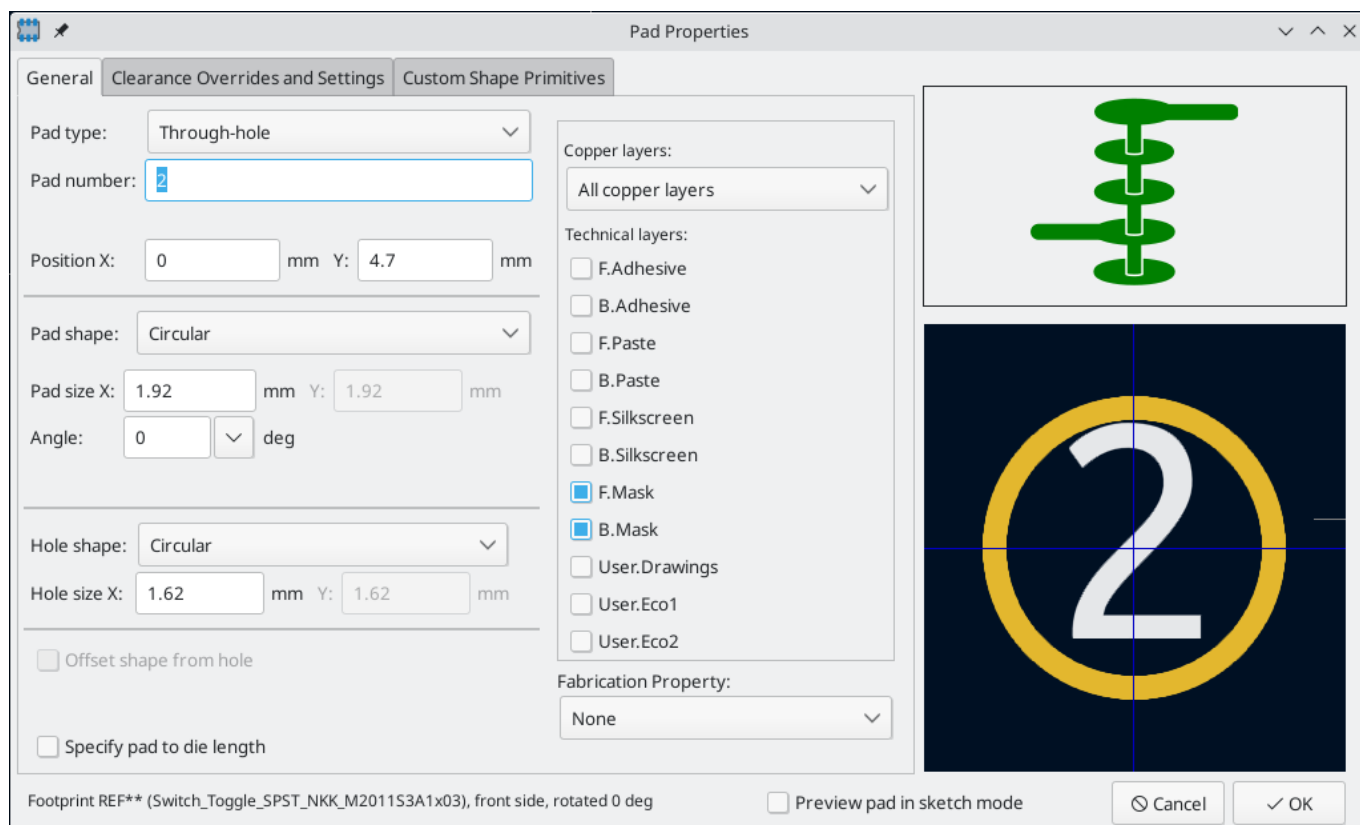 Pad Properties
General Clearance Overrides and Settings Custom Shape Primitives
Pad type: Through-hole
Pad number: 2
Position X: 0 mm Y: 4.7 mm
Pad shape: Circular
Pad size X: 1.92 mm Y: 1.92 mm
Angle: 0 deg
Hole shape: Circular
Hole size X: 1.62 mm Y: 1.62 mm
Offset shape from hole
Specify pad to die length
Copper layers:
All copper layers
Technical layers:
F.Adhesive
B.Adhesive
F.Paste
B.Paste
F.Silkscreen
B.Silkscreen
F.Mask
B.Mask
User.Drawings
User.Eco1
User.Eco2
Fabrication Property:
None
2
Footprint REF** (Switch_Toggle_SPST_NKK_M2011S3A1x03), front side, rotated 0 deg
Preview pad in sketch mode
Cancel
OK